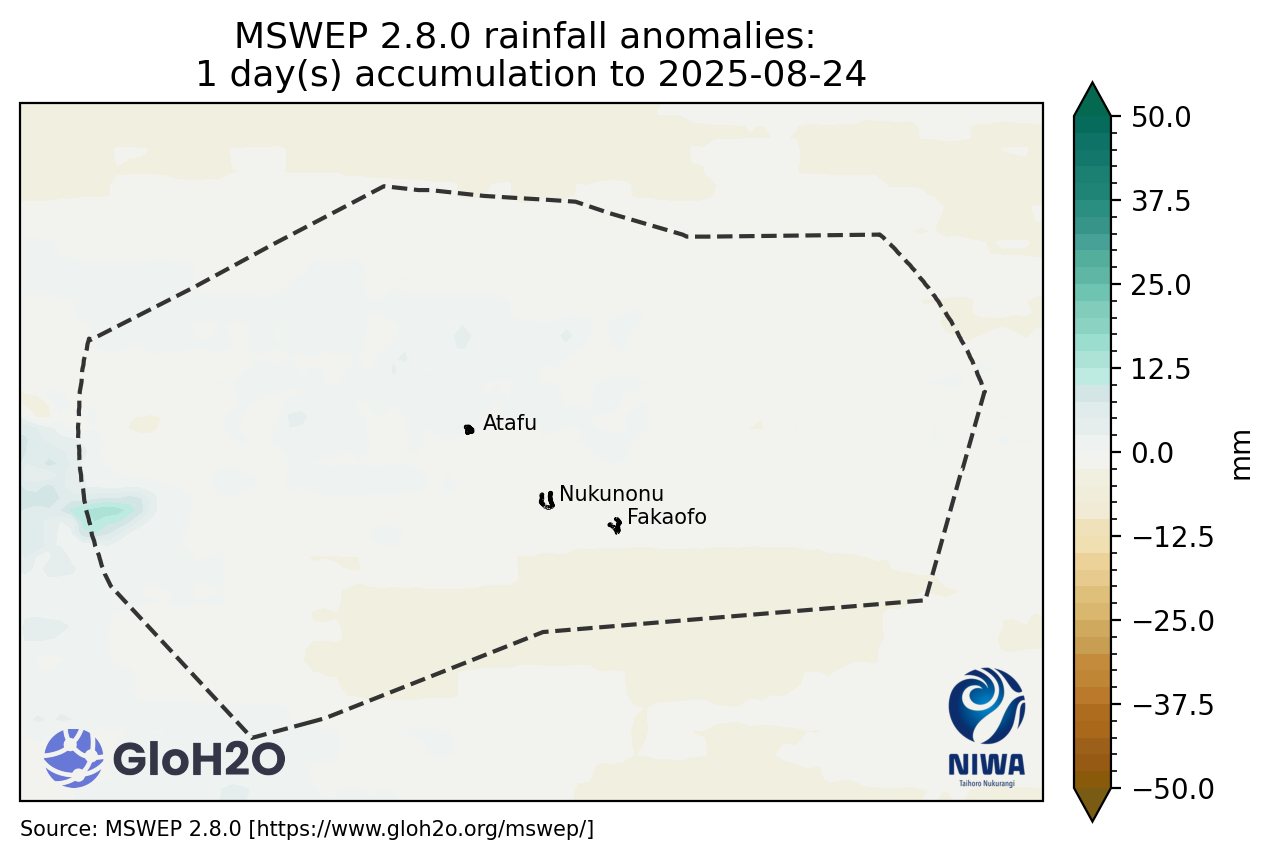 MSWEP 2.8.0 rainfall anomalies:
1 day(s) accumulation to 2025-08-24
50.0
37.5
25.0
12.5
0.0
−12.5
−25.0
−37.5
−50.0
mm
Atafu
Nukunonu
Fakaofo
GloH2O
NIWA
Taihoro Nukurangi
Source: MSWEP 2.8.0 [https://www.gloh2o.org/mswep/]